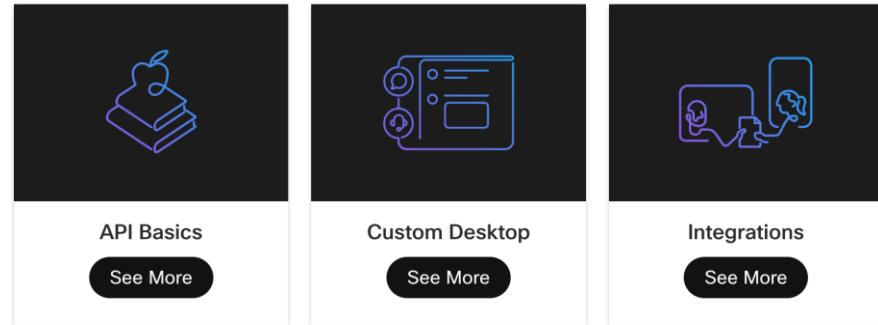 API Basics
Custom Desktop
Integrations
See More
See More
See More